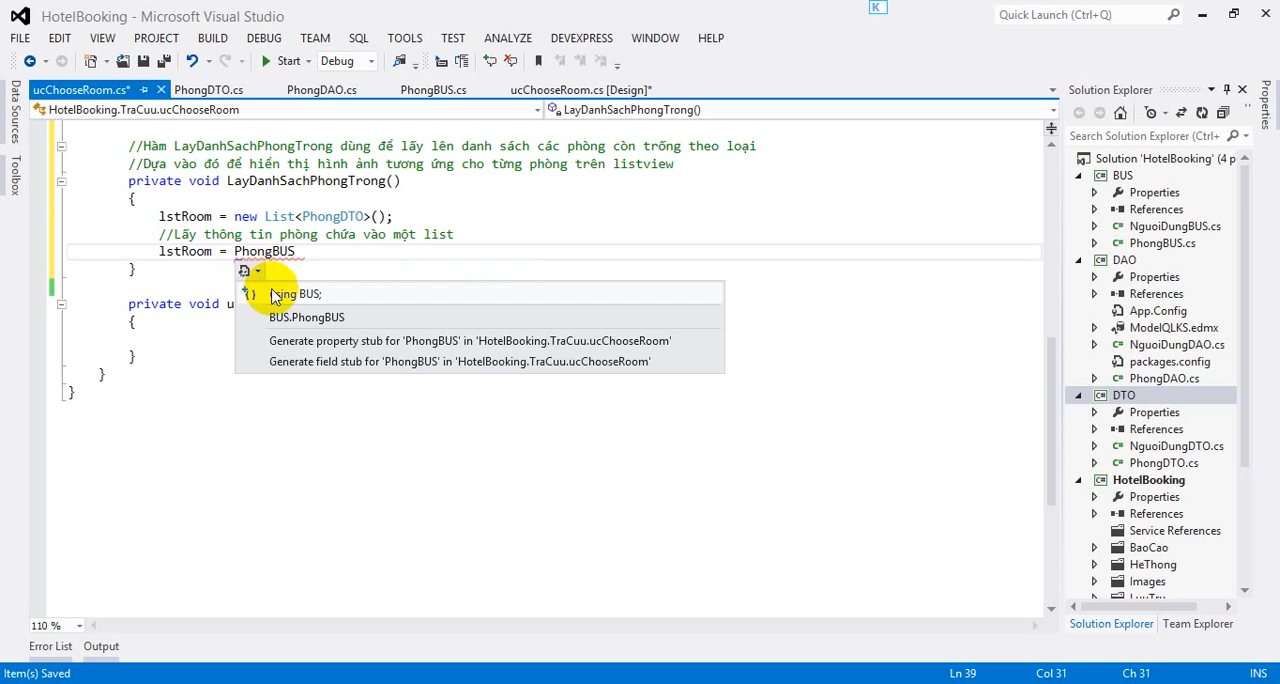 HotelBooking - Microsoft Visual Studio
K
Quick Launch (Ctrl+Q)
FILE EDIT VIEW PROJECT BUILD DEBUG TEAM SQL TOOLS TEST ANALYZE DEVEXPRESS WINDOW HELP
Start Debug
ucChooseRoom.cs* PhongDTO.cs PhongDAO.cs PhongBUS.cs ucChooseRoom.cs [Design]*
HotelBooking.TraCuu.ucChooseRoom LayDanhSachPhongTrong()
Data Sources
Toolbox
//Hàm LayDanhSachPhongTrong dùng để lấy lên danh sách các phòng còn trống theo loại
//Dựa vào đó để hiển thị hình ảnh tương ứng cho từng phòng trên listview
private void LayDanhSachPhongTrong()
{
lstRoom = new List<PhongDTO>();
//Lấy thông tin phòng chứa vào một list
lstRoom = PhongBUS
}
private void u
{
}
}
}
BUS;
BUS.PhongBUS
Generate property stub for 'PhongBUS' in 'HotelBooking.TraCuu.ucChooseRoom'
Generate field stub for 'PhongBUS' in 'HotelBooking.TraCuu.ucChooseRoom'
110 %
Error List Output
Item(s) Saved
Ln 39 Col 31 Ch 31 INS
Solution Explorer
Search Solution Explorer (Ctrl+
Solution 'HotelBooking' (4 p
BUS
Properties
References
NguoiDungBUS.cs
PhongBUS.cs
DAO
Properties
References
App.Config
ModelQLKS.edmx
NguoiDungDAO.cs
packages.config
PhongDAO.cs
DTO
Properties
References
NguoiDungDTO.cs
PhongDTO.cs
HotelBooking
Properties
References
Service References
BaoCao
HeThong
Images
Solution Explorer Team Explorer
Properties